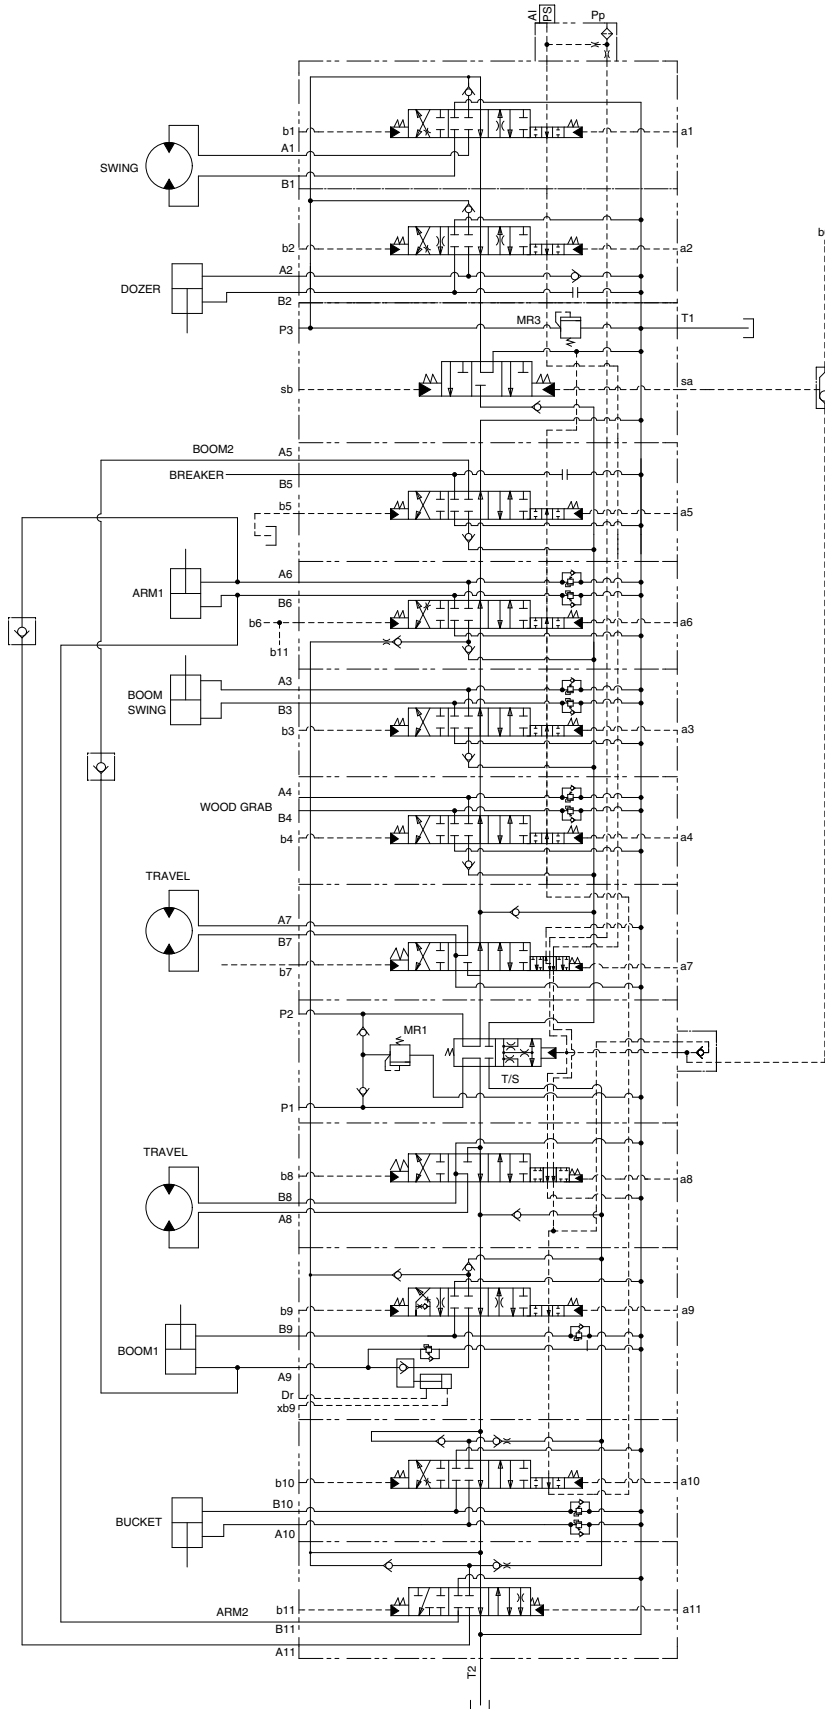 AI
PS
Pp
b1
a1
A1
SWING
B1
b
b2
a2
A2
DOZER
B2
MR3
T1
P3
sb
sa
BOOM2
A5
BREAKER
B5
b5
a5
A6
ARM1
B6
b6
a6
b11
A3
BOOM
SWING
B3
b3
a3
A4
WOOD GRAB
B4
b4
a4
TRAVEL
A7
B7
b7
a7
P2
MR1
T/S
P1
TRAVEL
b8
a8
B8
A8
b9
a9
B9
BOOM1
A9
Dr
xb9
b10
a10
B10
BUCKET
A10
b11
a11
ARM2
B11
A11
T2